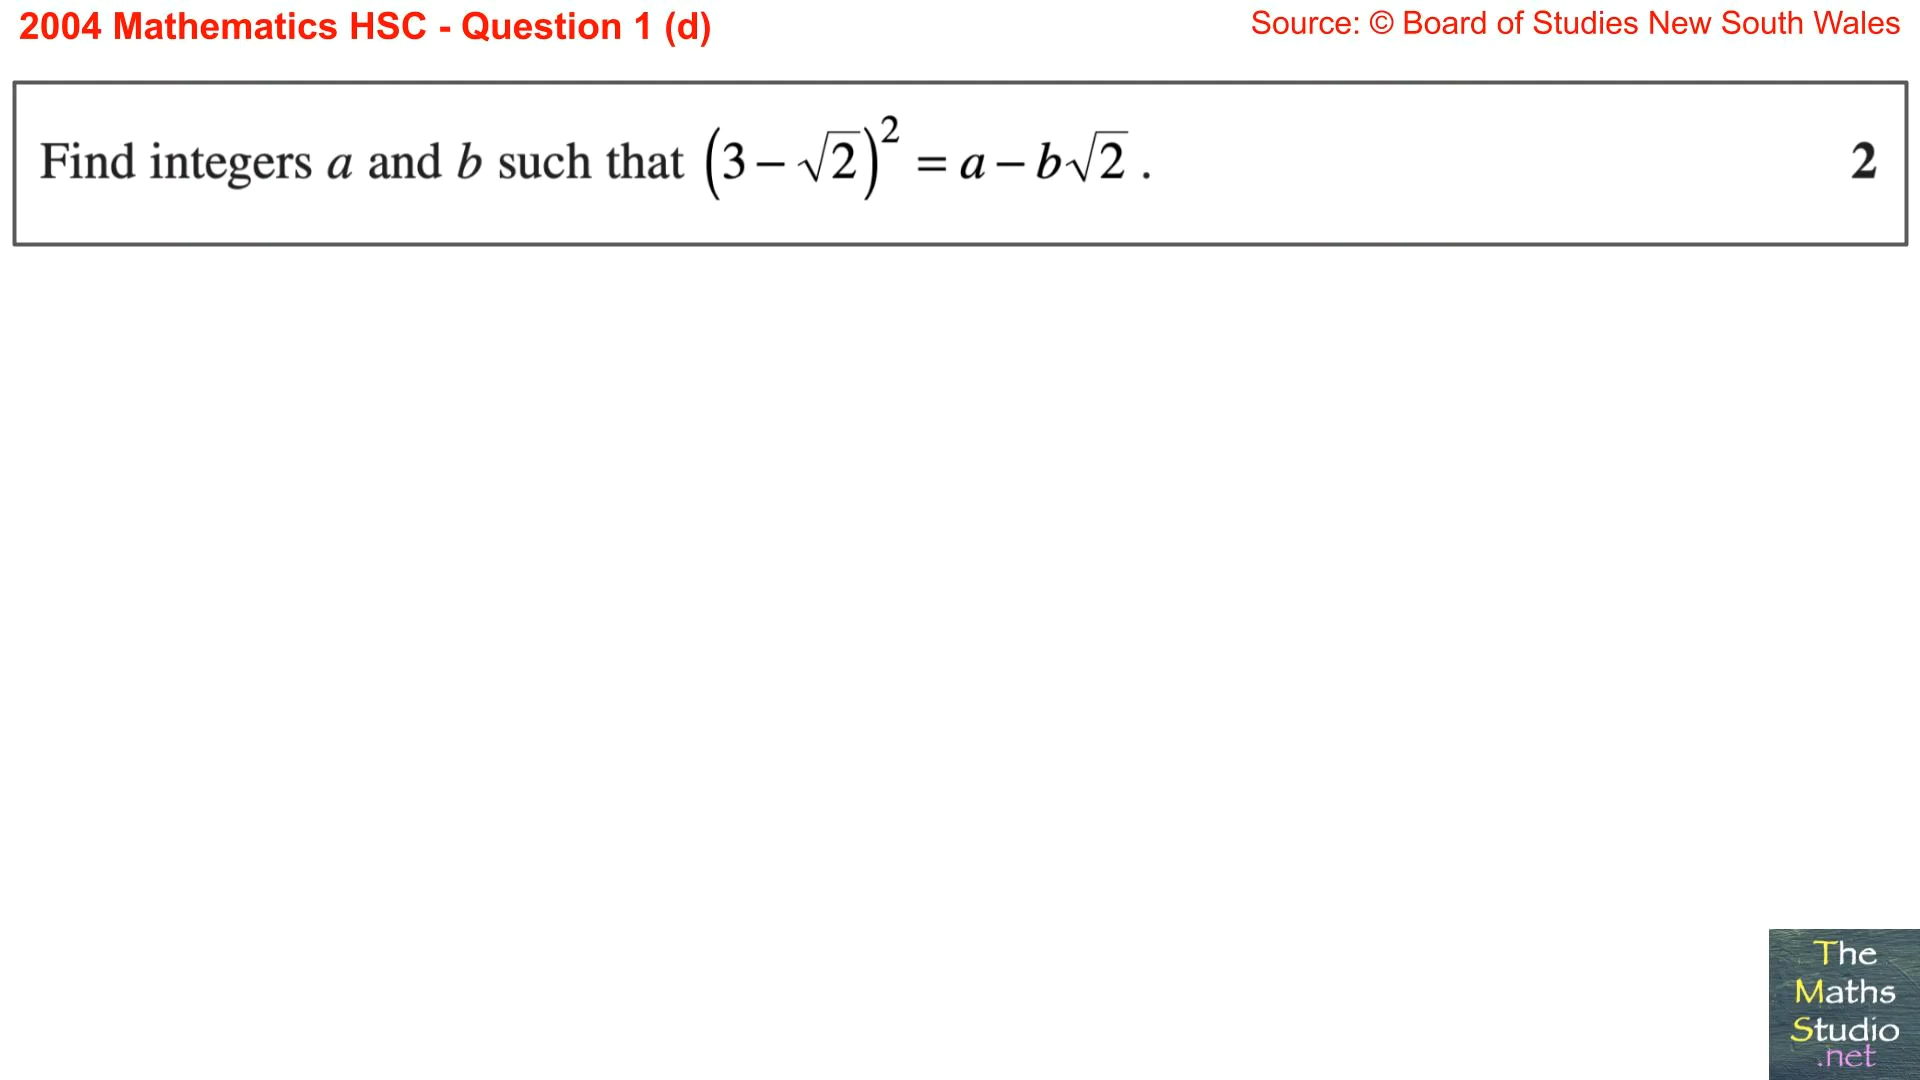 2004 Mathematics HSC - Question 1 (d)
Source: © Board of Studies New South Wales
Find integers a and b such that (3 – √2)² = a – b√2 . 2
The
Maths
Studio
.net